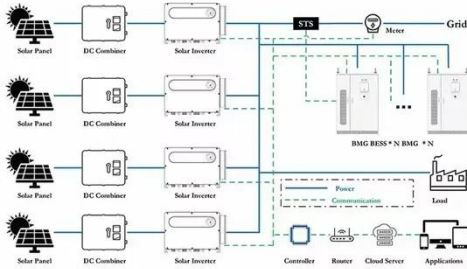 STS
Meter
Grid
Solar Panel DC Combiner Solar Inverter
Solar Panel DC Combiner Solar Inverter
BMG BESS * N BMG * N
Solar Panel DC Combiner Solar Inverter
Power
Communication
Load
Solar Panel DC Combiner Solar Inverter
Controller Router Cloud Server Applications